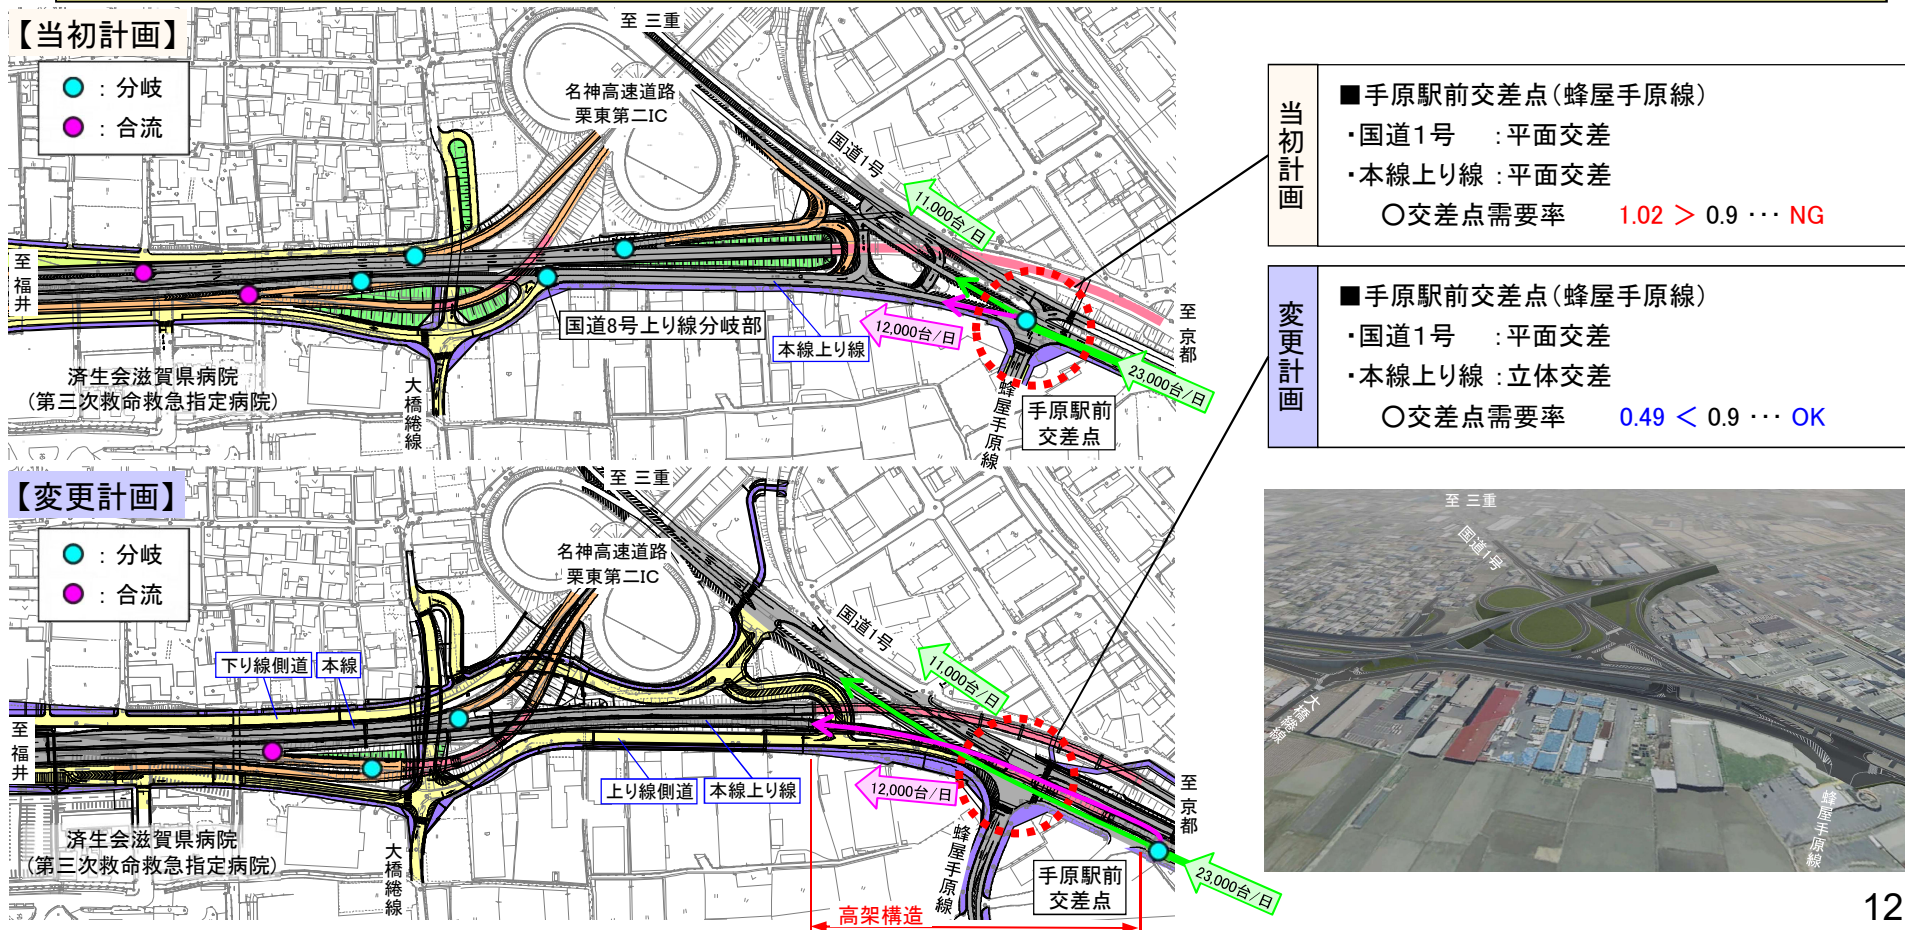 【当初計画】
：分岐
：合流
至 三重
名神高速道路
栗東第二IC
国道1号
11,000台/日
至 福井
国道8号上り線分岐部
12,000台/日
本線上り線
至 京都
23,000台/日
済生会滋賀県病院
(第三次救命救急指定病院)
大橋綣線
蜂屋手原線
手原駅前
交差点
当初計画
■手原駅前交差点(蜂屋手原線)
・国道1号　：平面交差
・本線上り線：平面交差
○交差点需要率　1.02 ＞ 0.9 ･･･ NG
変更計画
■手原駅前交差点(蜂屋手原線)
・国道1号　：平面交差
・本線上り線：立体交差
○交差点需要率　0.49 ＜ 0.9 ･･･ OK
【変更計画】
：分岐
：合流
至 三重
名神高速道路
栗東第二IC
国道1号
11,000台/日
下り線側道
本線
至 福井
上り線側道
本線上り線
12,000台/日
至 京都
済生会滋賀県病院
(第三次救命救急指定病院)
大橋綣線
蜂屋手原線
手原駅前
交差点
23,000台/日
高架構造
至 三重
国道1号
大橋綣線
蜂屋手原線
12